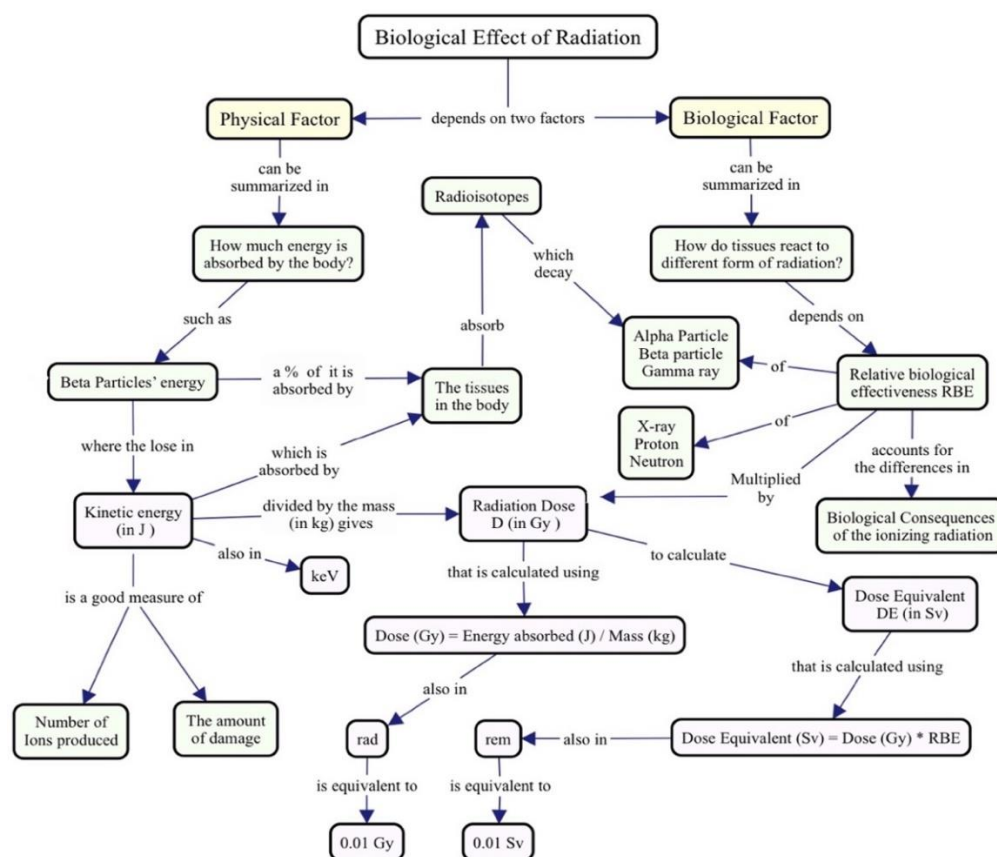 Biological Effect of Radiation
Physical Factor
depends on two factors
Biological Factor
can be
summarized in
can be
summarized in
Radioisotopes
How much energy is
absorbed by the body?
which
decay
How do tissues react to
different form of radiation?
such as
absorb
depends on
Alpha Particle
Beta particle
Gamma ray
Beta Particles' energy
a % of it is
absorbed by
The tissues
in the body
of
Relative biological
effectiveness RBE
where the lose in
which is
absorbed by
X-ray
Proton
Neutron
of
accounts for
the differences in
Multiplied
by
Kinetic energy
(in J )
divided by the mass
(in kg) gives
Radiation Dose
D (in Gy )
Biological Consequences
of the ionizing radiation
also in
keV
that is calculated using
to calculate
is a good measure of
Dose Equivalent
DE (in Sv)
Dose (Gy) = Energy absorbed (J) / Mass (kg)
that is calculated using
also in
Number of
Ions produced
The amount
of damage
rad
rem
also in
Dose Equivalent (Sv) = Dose (Gy) * RBE
is equivalent to
is equivalent to
0.01 Gy
0.01 Sv